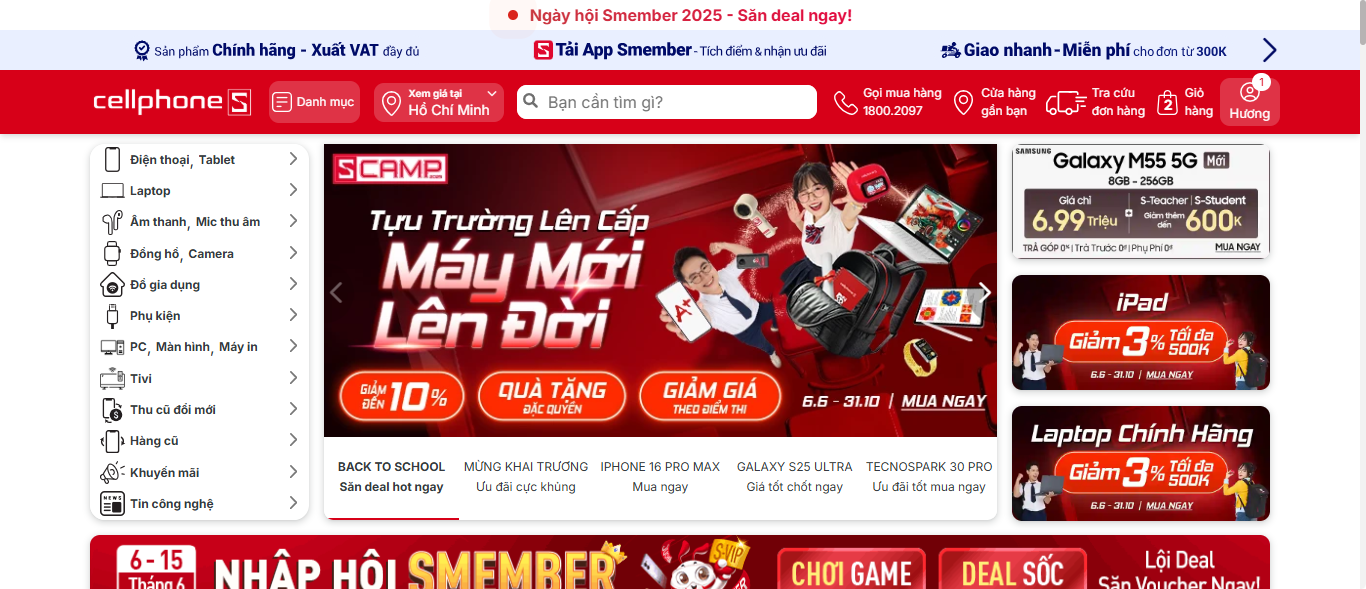 Ngày hội Smember 2025 - Săn deal ngay!
Sản phẩm Chính hãng - Xuất VAT đầy đủ
S Tải App Smember - Tích điểm & nhận ưu đãi
Giao nhanh - Miễn phí cho đơn từ 300K
cellphoneS
Danh mục
Xem giá tại
Hồ Chí Minh
Bạn cần tìm gì?
Gọi mua hàng
1800.2097
Cửa hàng
gần bạn
Tra cứu
đơn hàng
2
Giỏ
hàng
1
Hương
Điện thoại, Tablet
Laptop
Âm thanh, Mic thu âm
Đồng hồ, Camera
Đồ gia dụng
Phụ kiện
PC, Màn hình, Máy in
Tivi
Thu cũ đổi mới
Hàng cũ
Khuyến mãi
NEWS
Tin công nghệ
SCAMP
Tựu Trường Lên Cấp
Máy Mới
Lên Đời
A+
GIẢM ĐẾN 10%
QUÀ TẶNG
ĐẶC QUYỀN
GIẢM GIÁ
THEO ĐIỂM THI
6.6 - 31.10 | MUA NGAY
BACK TO SCHOOL
Săn deal hot ngay
MỪNG KHAI TRƯƠNG
Ưu đãi cực khủng
IPHONE 16 PRO MAX
Mua ngay
GALAXY S25 ULTRA
Giá tốt chốt ngay
TECNOSPARK 30 PRO
Ưu đãi tốt mua ngay
SAMSUNG
Galaxy M55 5G Mới
8GB - 256GB
Giá chỉ
6.99 Triệu
S-Teacher | S-Student
Giảm thêm đến 600K
TRẢ GÓP 0% | Trả Trước 0đ | Phụ Phí 0đ
MUA NGAY
iPad
Giảm 3% Tối đa 500K
6.6 - 31.10 | MUA NGAY
Laptop Chính Hãng
Giảm 3% Tối đa 500K
6.6 - 31.10 | MUA NGAY
6 - 15
Tháng 6
NHẬP HỘI SMEMBER
S-VIP
CHƠI GAME
DEAL SỐC
Lội Deal
Săn Voucher Ngay!